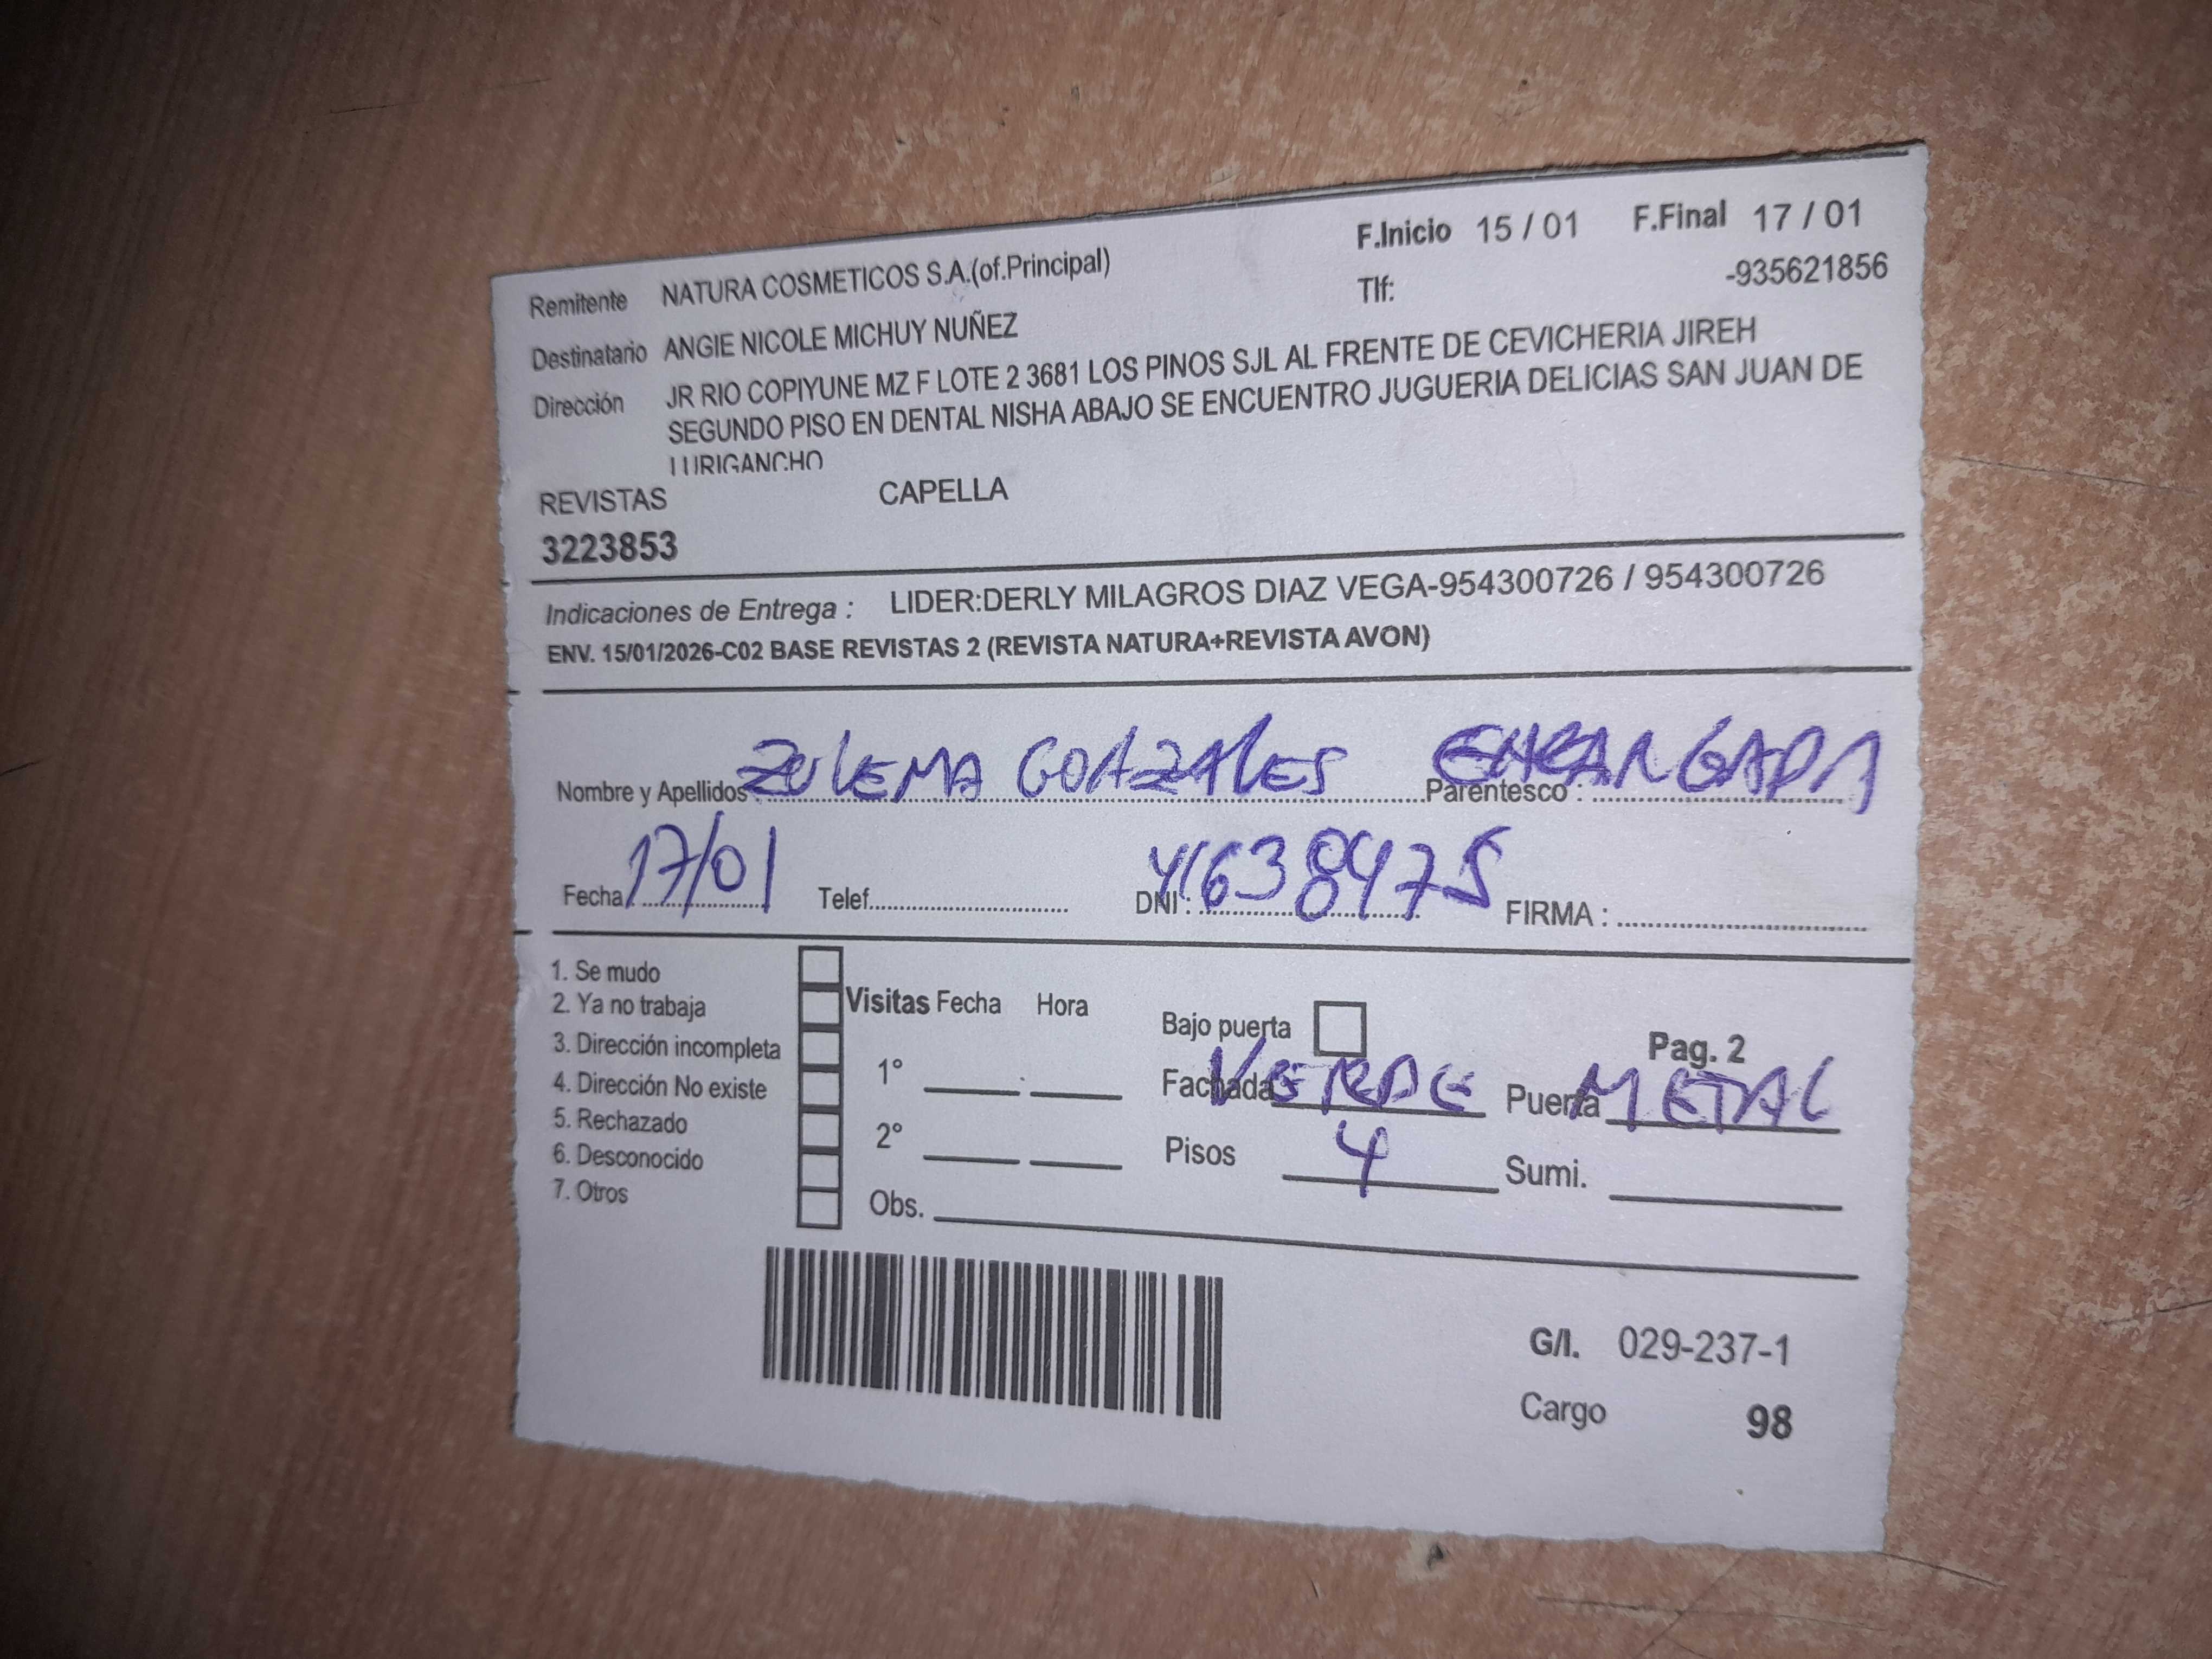 F.Inicio 15 / 01 F.Final 17 / 01
Remitente NATURA COSMETICOS S.A.(of.Principal) Tlf: -935621856
Destinatario ANGIE NICOLE MICHUY NUÑEZ
Dirección JR RIO COPIYUNE MZ F LOTE 2 3681 LOS PINOS SJL AL FRENTE DE CEVICHERIA JIREH
SEGUNDO PISO EN DENTAL NISHA ABAJO SE ENCUENTRO JUGUERIA DELICIAS SAN JUAN DE
LURIGANCHO
REVISTAS CAPELLA
3223853
Indicaciones de Entrega : LIDER:DERLY MILAGROS DIAZ VEGA-954300726 / 954300726
ENV. 15/01/2026-C02 BASE REVISTAS 2 (REVISTA NATURA+REVISTA AVON)
Nombre y Apellidos : ZULEMA GONZALES Parentesco : ENCARGADA
Fecha : 17/01 Telef. DNI : 41638475 FIRMA :
1. Se mudo
2. Ya no trabaja Visitas Fecha Hora Bajo puerta
3. Dirección incompleta Pag. 2
4. Dirección No existe 1° Fachada VERDE Puerta METAL
5. Rechazado
6. Desconocido 2° Pisos 4 Sumi.
7. Otros Obs.
G/I. 029-237-1
Cargo 98